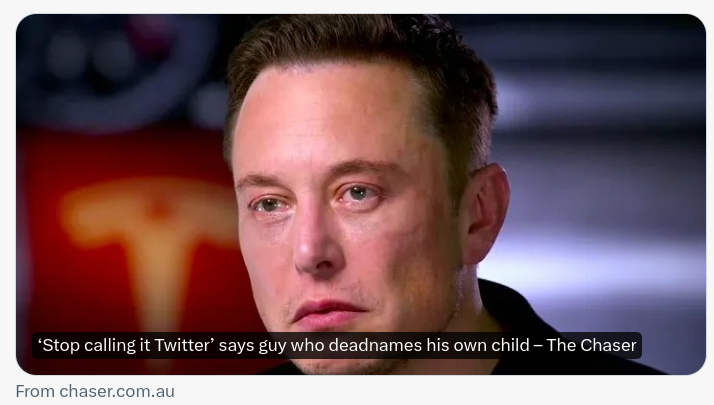 ‘Stop calling it Twitter’ says guy who deadnames his own child – The Chaser
From chaser.com.au